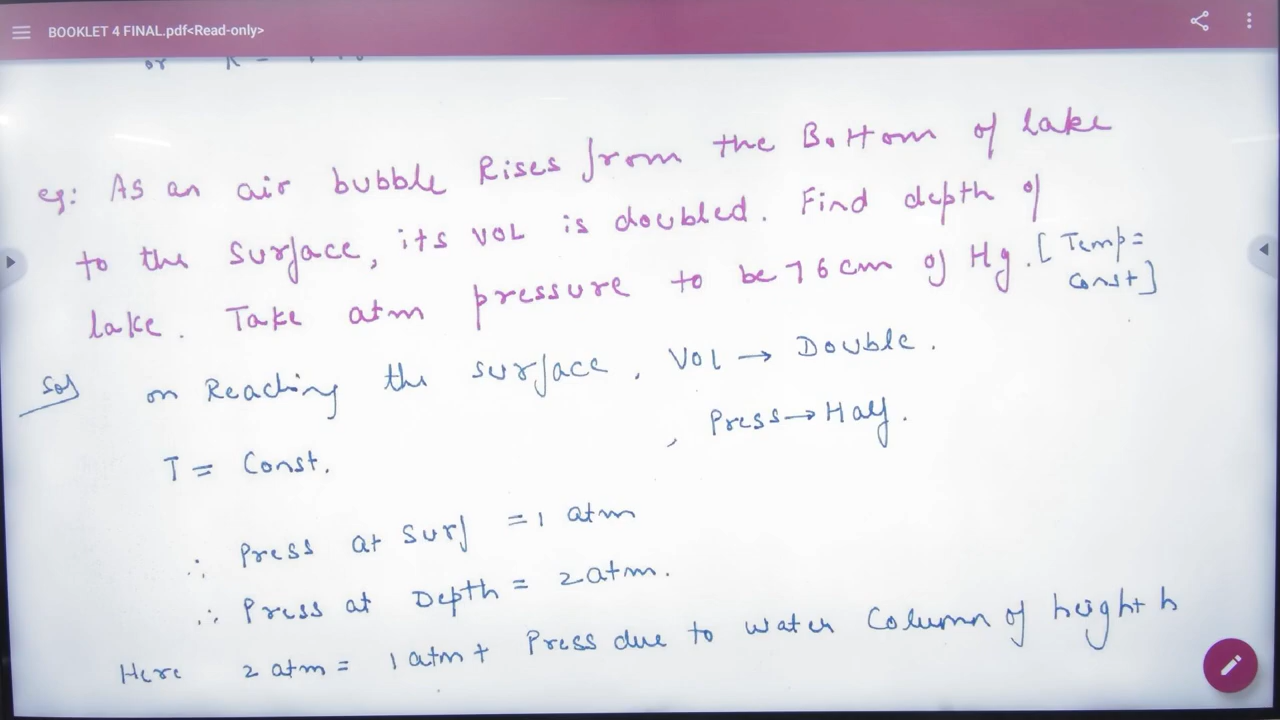 BOOKLET 4 FINAL.pdf<Read-only>
or
eg: As an air bubble Rises from the Bottom of lake
to the surface, its VOL is doubled. Find depth of
lake. Take atm pressure to be 76 cm of Hg. [Temp=
const]
Sol on Reaching the surface, Vol → Double.
, Press → Half.
T = Const.
∴ Press at Surf = 1 atm
∴ Press at Depth = 2 atm.
Here 2 atm = 1 atm + Press due to water Column of height h